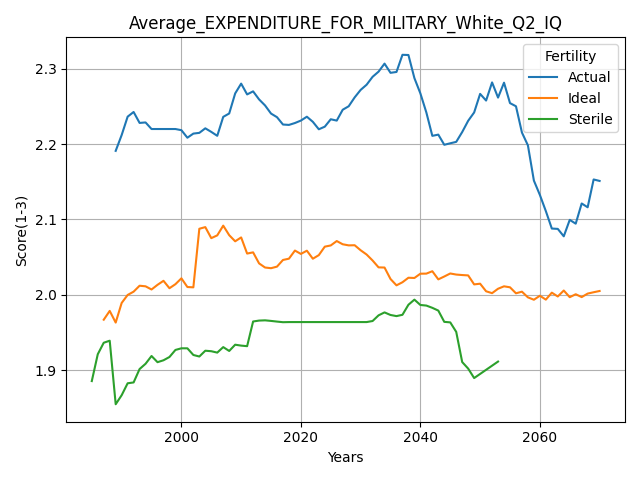 Average_EXPENDITURE_FOR_MILITARY_White_Q2_IQ
Fertility
Actual
Ideal
Sterile
Score(1-3)
2.3
2.2
2.1
2.0
1.9
2000
2020
2040
2060
Years